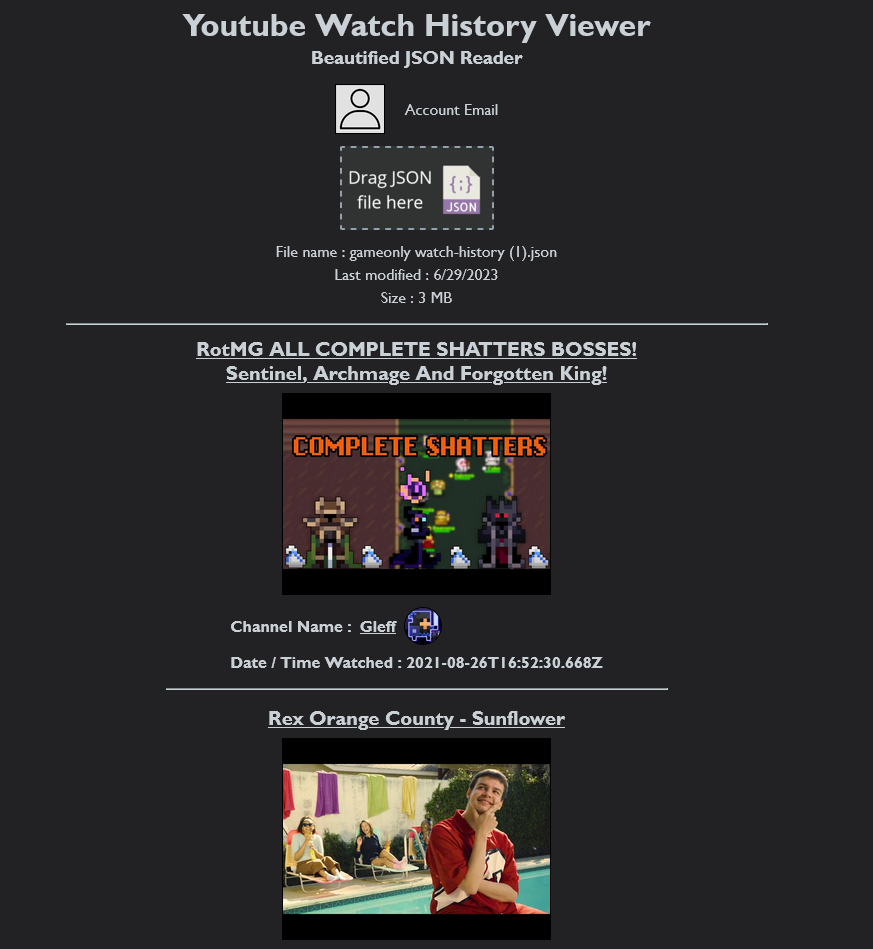 Youtube Watch History Viewer
Beautified JSON Reader
Account Email
Drag JSON
file here
{;}
JSON
File name : gameonly watch-history (1).json
Last modified : 6/29/2023
Size : 3 MB
RotMG ALL COMPLETE SHATTERS BOSSES!
Sentinel, Archmage And Forgotten King!
COMPLETE SHATTERS
Channel Name : Gleff
Date / Time Watched : 2021-08-26T16:52:30.668Z
Rex Orange County - Sunflower